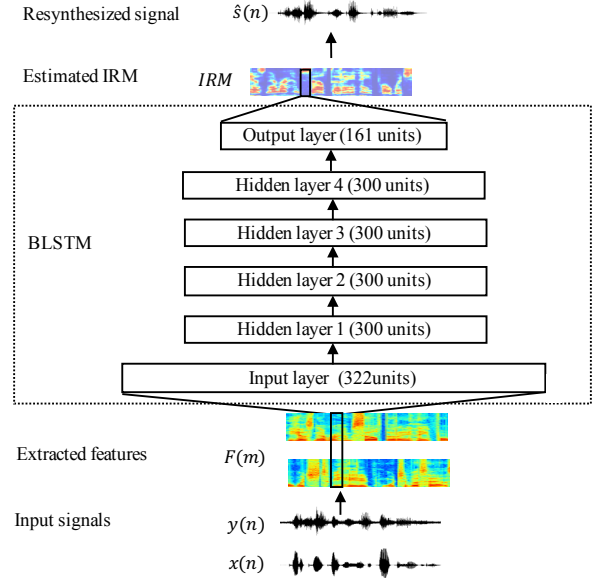 Resynthesized signal ŝ(n)
Estimated IRM IRM
Output layer (161 units)
Hidden layer 4 (300 units)
Hidden layer 3 (300 units)
BLSTM
Hidden layer 2 (300 units)
Hidden layer 1 (300 units)
Input layer (322units)
Extracted features F(m)
Input signals y(n)
x(n)